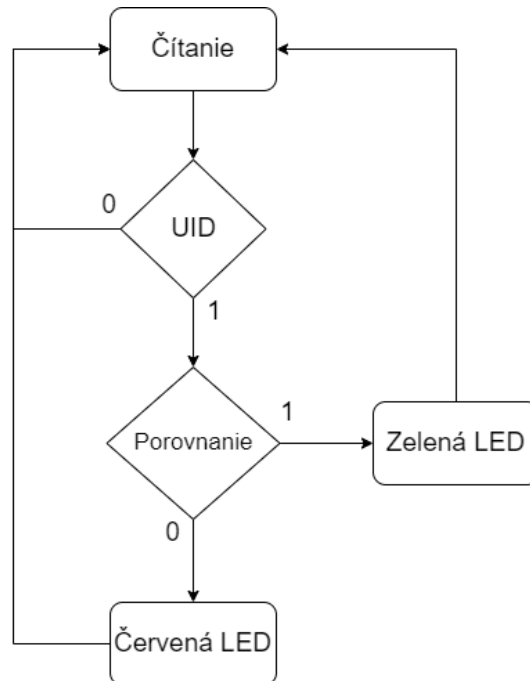 Čítanie
0
UID
1
Porovnanie
1
Zelená LED
0
Červená LED